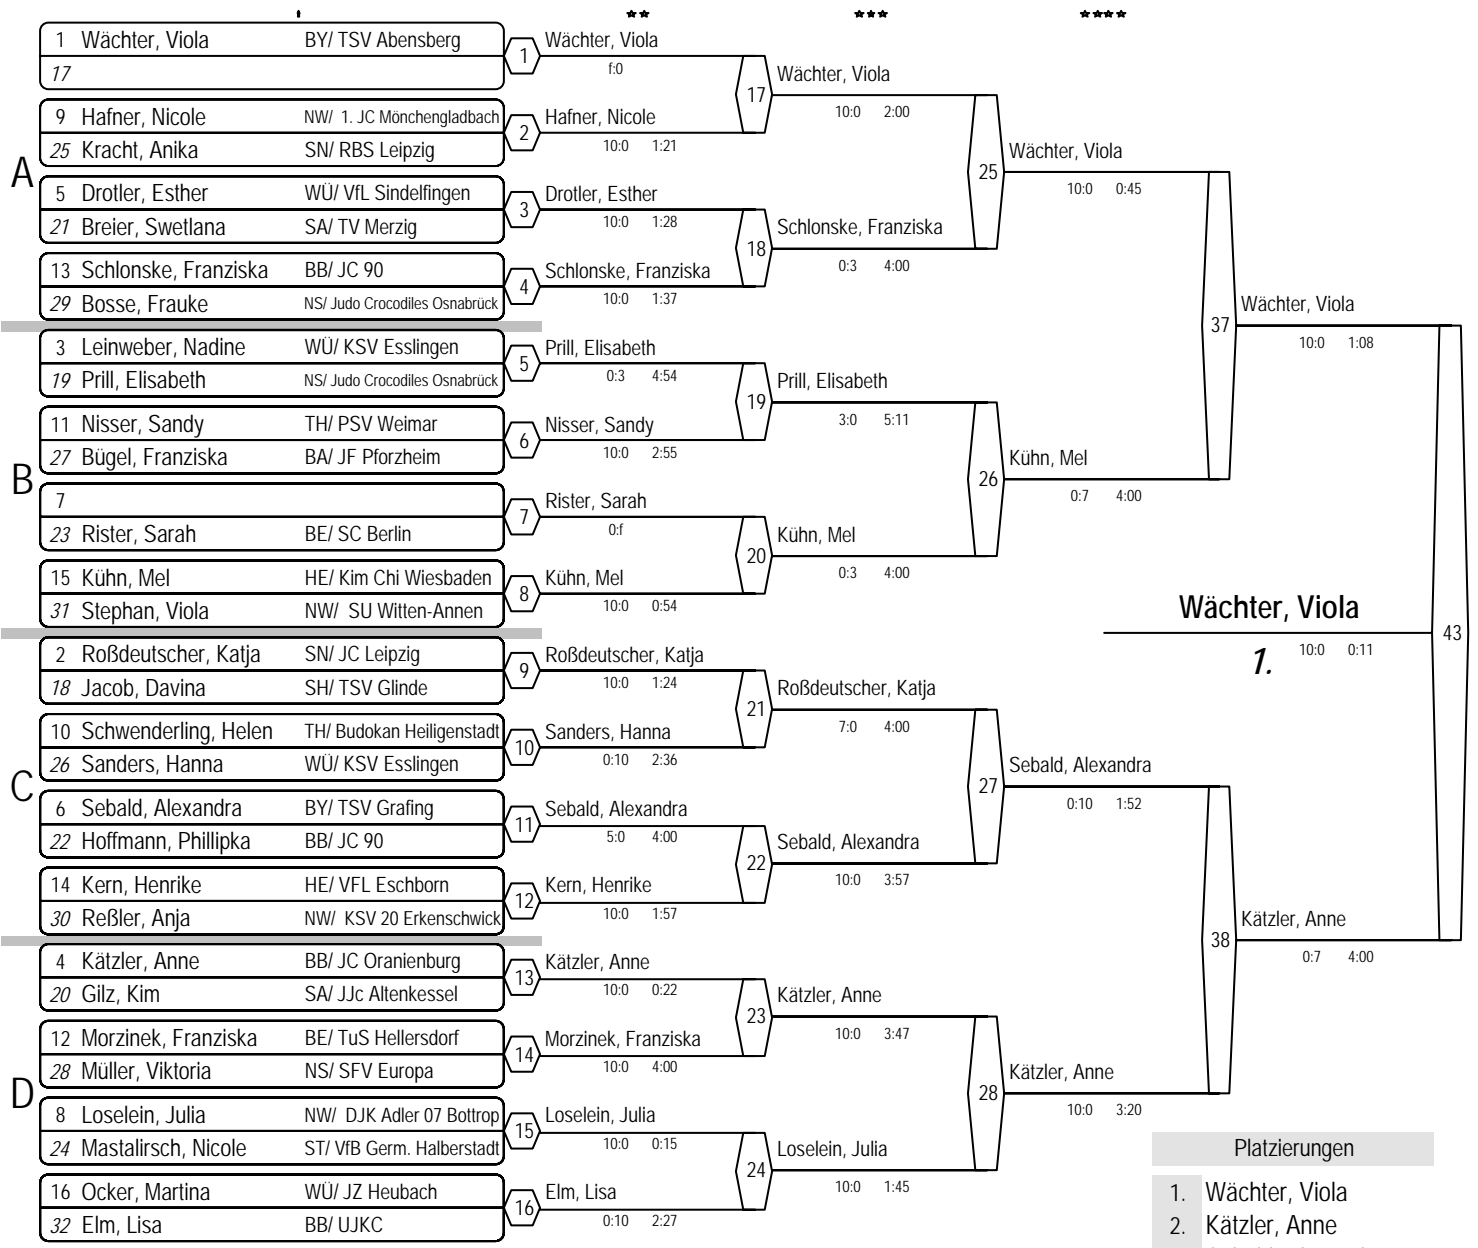 * ** *** ****
A
1 Wächter, Viola BY/ TSV Abensberg
17
9 Hafner, Nicole NW/ 1. JC Mönchengladbach
25 Kracht, Anika SN/ RBS Leipzig
5 Drotler, Esther WÜ/ VfL Sindelfingen
21 Breier, Swetlana SA/ TV Merzig
13 Schlonske, Franziska BB/ JC 90
29 Bosse, Frauke NS/ Judo Crocodiles Osnabrück
B
3 Leinweber, Nadine WÜ/ KSV Esslingen
19 Prill, Elisabeth NS/ Judo Crocodiles Osnabrück
11 Nisser, Sandy TH/ PSV Weimar
27 Bügel, Franziska BA/ JF Pforzheim
7
23 Rister, Sarah BE/ SC Berlin
15 Kühn, Mel HE/ Kim Chi Wiesbaden
31 Stephan, Viola NW/ SU Witten-Annen
C
2 Roßdeutscher, Katja SN/ JC Leipzig
18 Jacob, Davina SH/ TSV Glinde
10 Schwenderling, Helen TH/ Budokan Heiligenstadt
26 Sanders, Hanna WÜ/ KSV Esslingen
6 Sebald, Alexandra BY/ TSV Grafing
22 Hoffmann, Phillipka BB/ JC 90
14 Kern, Henrike HE/ VFL Eschborn
30 Reßler, Anja NW/ KSV 20 Erkenschwick
D
4 Kätzler, Anne BB/ JC Oranienburg
20 Gilz, Kim SA/ JJc Altenkessel
12 Morzinek, Franziska BE/ TuS Hellersdorf
28 Müller, Viktoria NS/ SFV Europa
8 Loselein, Julia NW/ DJK Adler 07 Bottrop
24 Mastalirsch, Nicole ST/ VfB Germ. Halberstadt
16 Ocker, Martina WÜ/ JZ Heubach
32 Elm, Lisa BB/ UJKC
1 Wächter, Viola
f:0
2 Hafner, Nicole
10:0 1:21
3 Drotler, Esther
10:0 1:28
4 Schlonske, Franziska
10:0 1:37
5 Prill, Elisabeth
0:3 4:54
6 Nisser, Sandy
10:0 2:55
7 Rister, Sarah
0:f
8 Kühn, Mel
10:0 0:54
9 Roßdeutscher, Katja
10:0 1:24
10 Sanders, Hanna
0:10 2:36
11 Sebald, Alexandra
5:0 4:00
12 Kern, Henrike
10:0 1:57
13 Kätzler, Anne
10:0 0:22
14 Morzinek, Franziska
10:0 4:00
15 Loselein, Julia
10:0 0:15
16 Elm, Lisa
0:10 2:27
17 Wächter, Viola
10:0 2:00
18 Schlonske, Franziska
0:3 4:00
19 Prill, Elisabeth
3:0 5:11
20 Kühn, Mel
0:3 4:00
21 Roßdeutscher, Katja
7:0 4:00
22 Sebald, Alexandra
10:0 3:57
23 Kätzler, Anne
10:0 3:47
24 Loselein, Julia
10:0 1:45
25 Wächter, Viola
10:0 0:45
26 Kühn, Mel
0:7 4:00
27 Sebald, Alexandra
0:10 1:52
28 Kätzler, Anne
10:0 3:20
37 Wächter, Viola
10:0 1:08
38 Kätzler, Anne
0:7 4:00
43 Wächter, Viola
1. 10:0 0:11
Platzierungen
1. Wächter, Viola
2. Kätzler, Anne